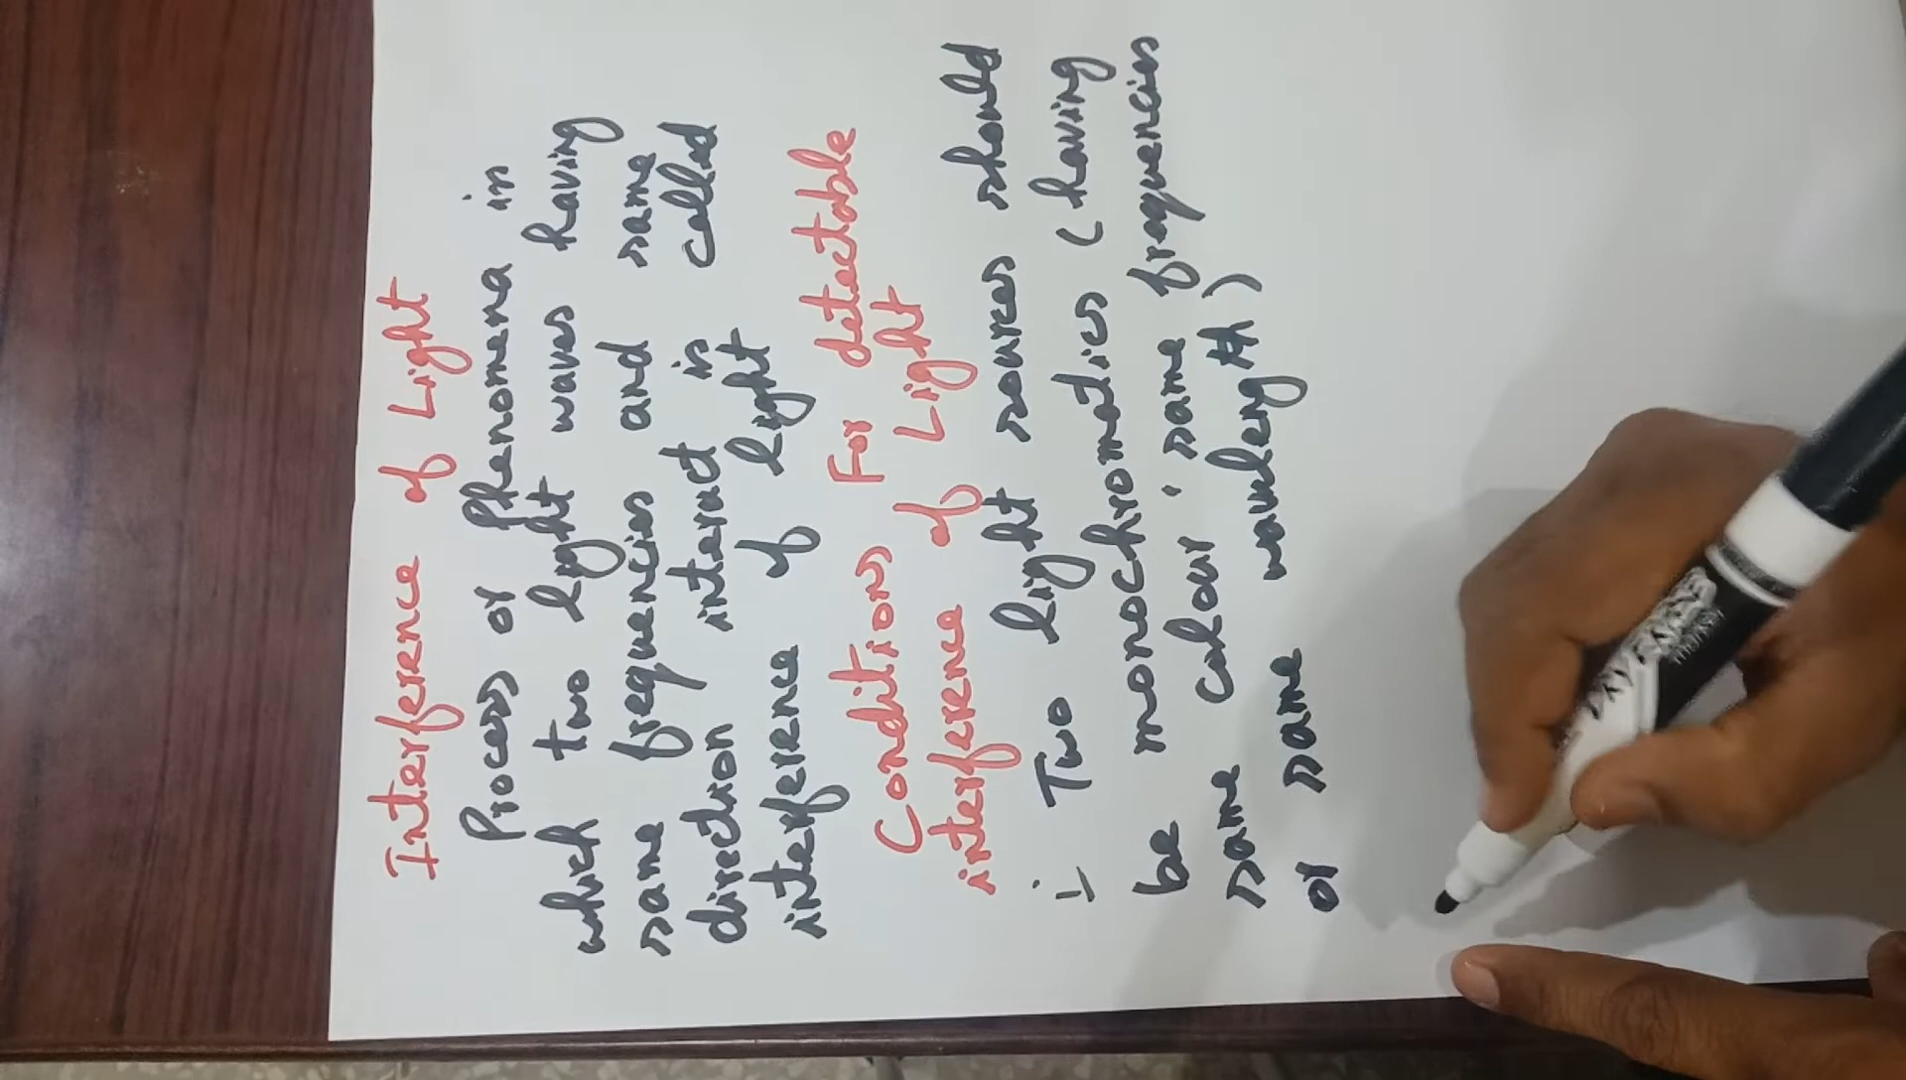 Interference of Light
Process or Phenomena in
which two light waves having
same frequencies and same
direction interact is called
interference of light
Conditions For detectable
interference of Light
i Two light sources should
be monochromatics (having
same colour, same frequencies
or same wavelength)